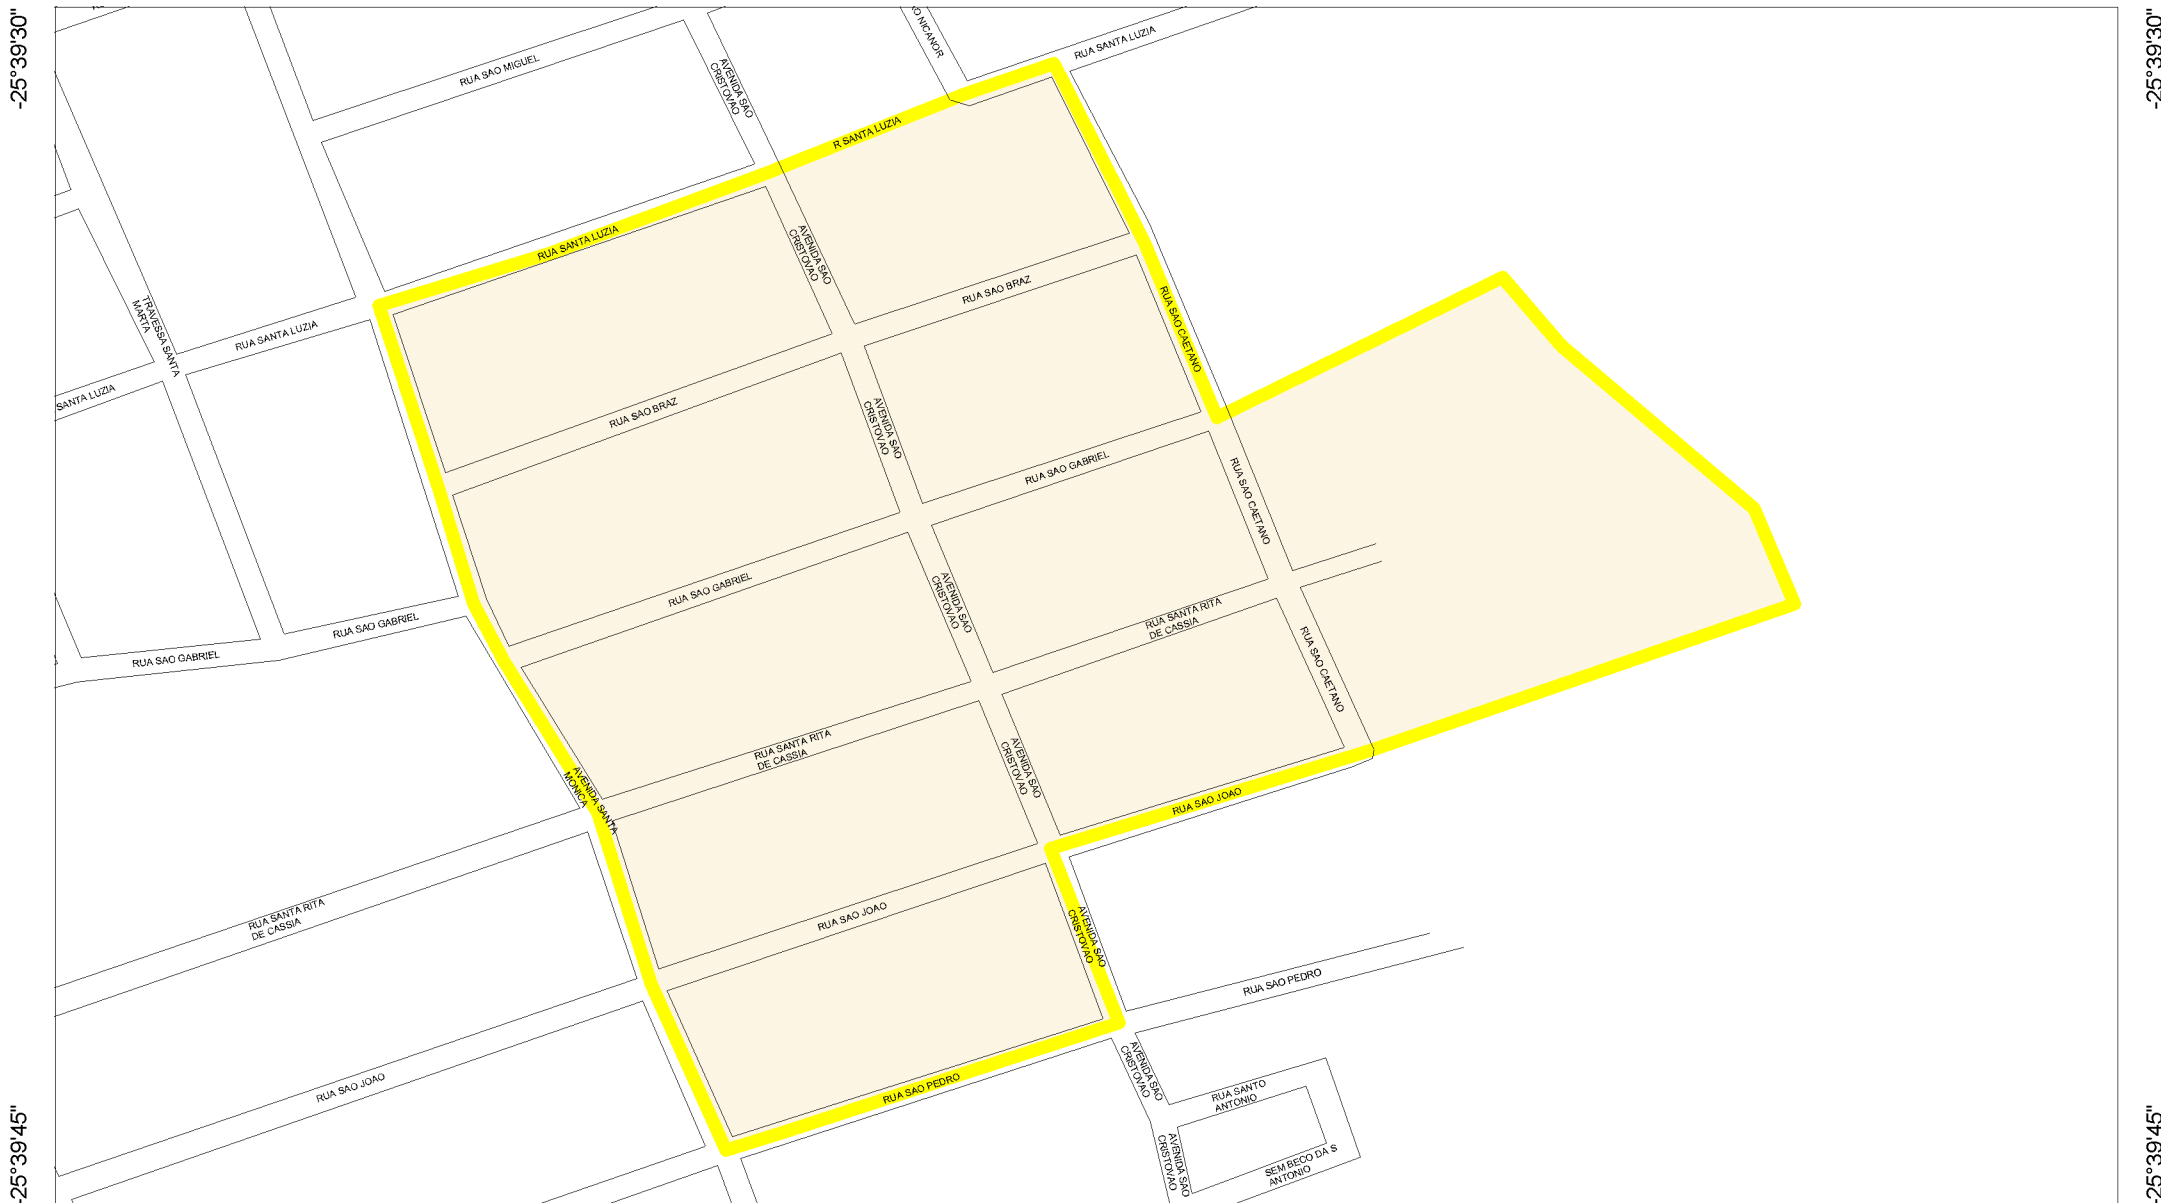 -25°39'30"
-25°39'30"
RUA SAO MIGUEL
AVENIDA SAO
CRISTOVAO
O NICANOR
RUA SANTA LUZIA
R SANTA LUZIA
RUA SANTA LUZIA
AVENIDA SAO
CRISTOVAO
RUA SAO BRAZ
RUA SAO CAETANO
TRAVESSA SANTA
MARTA
RUA SANTA LUZIA
SANTA LUZIA
RUA SAO BRAZ
AVENIDA SAO
CRISTOVAO
RUA SAO GABRIEL
RUA SAO CAETANO
RUA SAO GABRIEL
AVENIDA SAO
CRISTOVAO
RUA SANTA RITA
DE CASSIA
RUA SAO GABRIEL
RUA SAO GABRIEL
RUA SAO CAETANO
RUA SANTA RITA
DE CASSIA
AVENIDA SAO
CRISTOVAO
AVENIDA SANTA
MONICA
RUA SAO JOAO
RUA SANTA RITA
DE CASSIA
RUA SAO JOAO
AVENIDA SAO
CRISTOVAO
RUA SAO PEDRO
RUA SAO JOAO
RUA SAO PEDRO
AVENIDA SAO
CRISTOVAO
RUA SANTO
ANTONIO
AVENIDA SAO
CRISTOVAO
SEM BECO DA S
ANTONIO
-25°39'45"
-25°39'45"